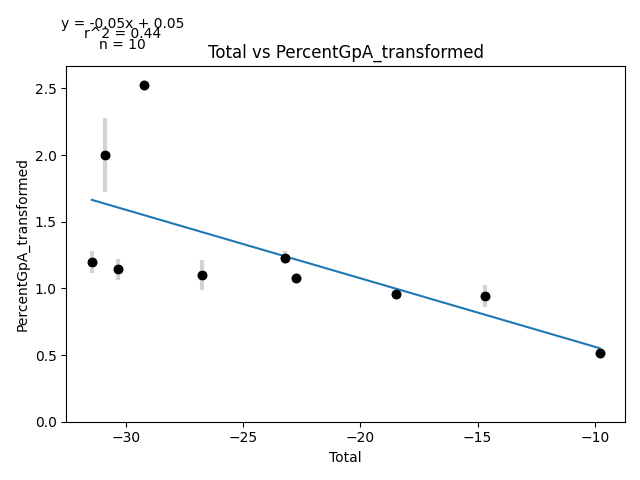 y = -0.05x + 0.05
r^2 = 0.44
n = 10
Total vs PercentGpA_transformed
PercentGpA_transformed
2.5
2.0
1.5
1.0
0.5
0.0
−30
−25
−20
−15
−10
Total